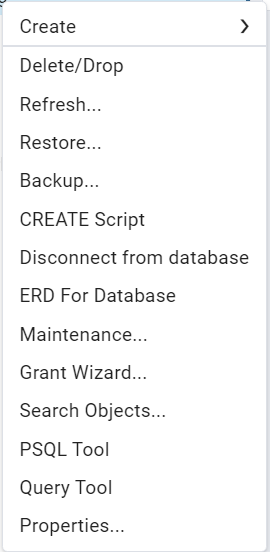 Create
Delete/Drop
Refresh...
Restore...
Backup...
CREATE Script
Disconnect from database
ERD For Database
Maintenance...
Grant Wizard...
Search Objects...
PSQL Tool
Query Tool
Properties...